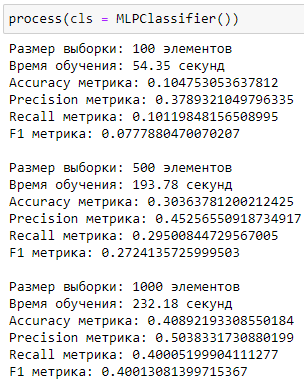 process(cls = MLPClassifier())
Размер выборки: 100 элементов
Время обучения: 54.35 секунд
Accuracy метрика: 0.104753053637812
Precision метрика: 0.3789321049796335
Recall метрика: 0.10119848156508995
F1 метрика: 0.0777880470070207
Размер выборки: 500 элементов
Время обучения: 193.78 секунд
Accuracy метрика: 0.30363781200212425
Precision метрика: 0.45256550918734917
Recall метрика: 0.29500844729567005
F1 метрика: 0.2724135725999503
Размер выборки: 1000 элементов
Время обучения: 232.18 секунд
Accuracy метрика: 0.40892193308550184
Precision метрика: 0.5038331730880199
Recall метрика: 0.40005199904111277
F1 метрика: 0.40013081399715367